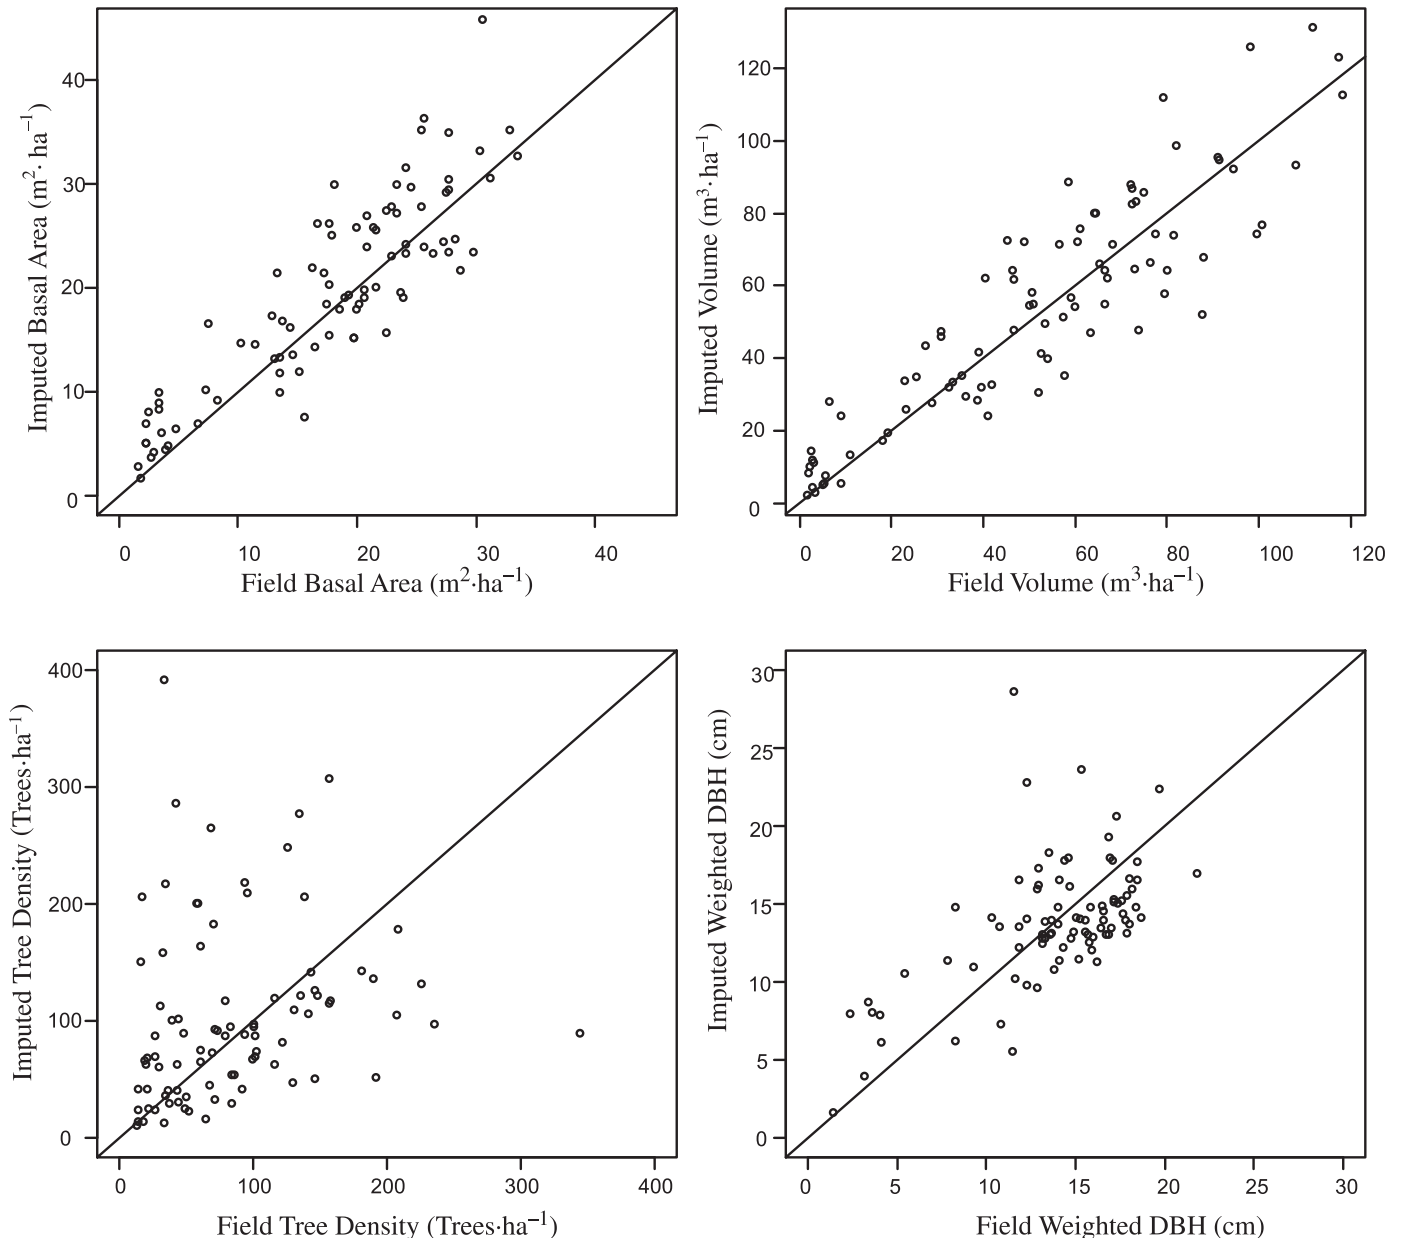 Imputed Basal Area (m²· ha⁻¹)
40
30
20
10
0
0 10 20 30 40
Field Basal Area (m²·ha⁻¹)
Imputed Volume (m³·ha⁻¹)
120
100
80
60
40
20
0
0 20 40 60 80 100 120
Field Volume (m³·ha⁻¹)
Imputed Tree Density (Trees·ha⁻¹)
400
300
200
100
0
0 100 200 300 400
Field Tree Density (Trees·ha⁻¹)
Imputed Weighted DBH (cm)
30
25
20
15
10
5
0
0 5 10 15 20 25 30
Field Weighted DBH (cm)